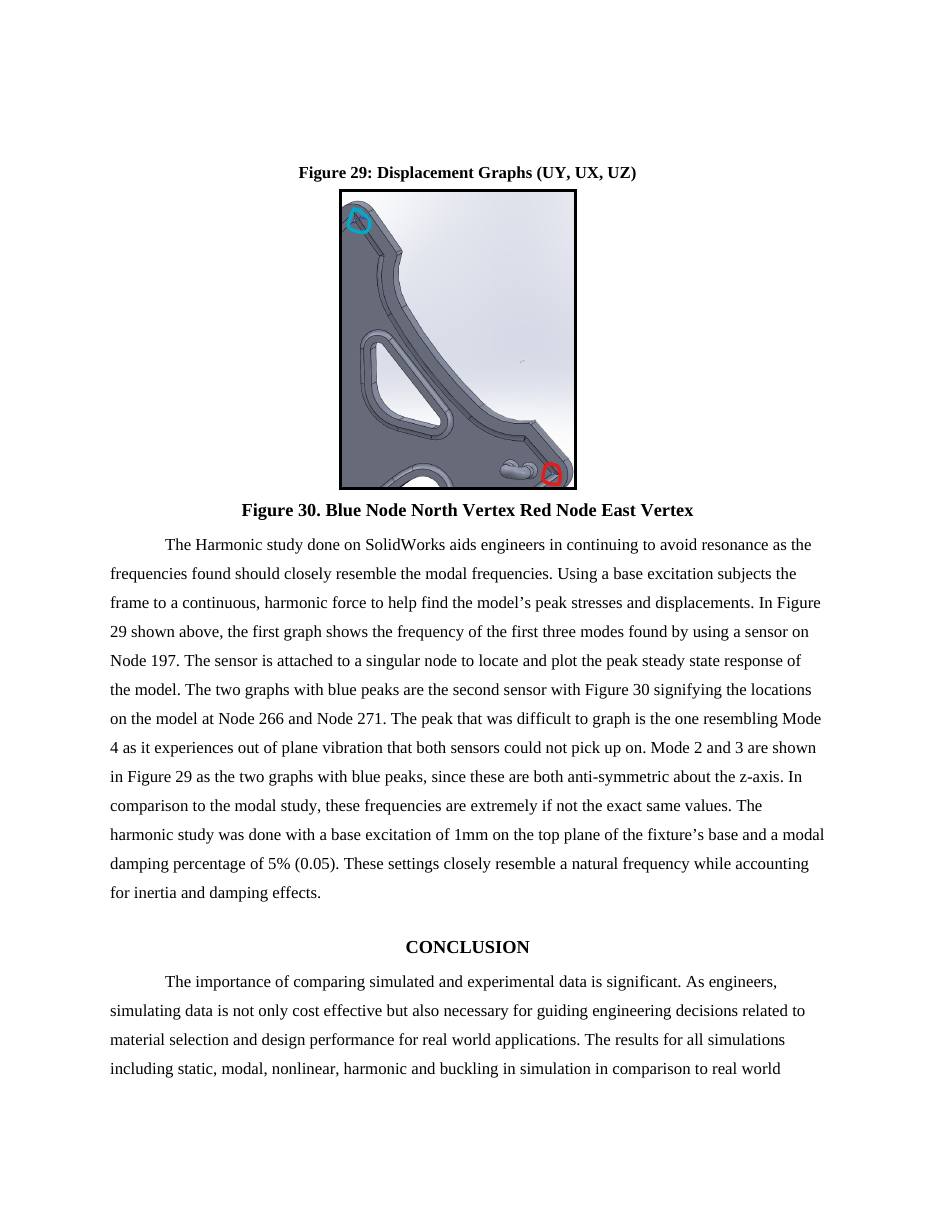 Figure 29: Displacement Graphs (UY, UX, UZ)
Figure 30. Blue Node North Vertex Red Node East Vertex
The Harmonic study done on SolidWorks aids engineers in continuing to avoid resonance as the
frequencies found should closely resemble the modal frequencies. Using a base excitation subjects the
frame to a continuous, harmonic force to help find the model’s peak stresses and displacements. In Figure
29 shown above, the first graph shows the frequency of the first three modes found by using a sensor on
Node 197. The sensor is attached to a singular node to locate and plot the peak steady state response of
the model. The two graphs with blue peaks are the second sensor with Figure 30 signifying the locations
on the model at Node 266 and Node 271. The peak that was difficult to graph is the one resembling Mode
4 as it experiences out of plane vibration that both sensors could not pick up on. Mode 2 and 3 are shown
in Figure 29 as the two graphs with blue peaks, since these are both anti-symmetric about the z-axis. In
comparison to the modal study, these frequencies are extremely if not the exact same values. The
harmonic study was done with a base excitation of 1mm on the top plane of the fixture’s base and a modal
damping percentage of 5% (0.05). These settings closely resemble a natural frequency while accounting
for inertia and damping effects.
CONCLUSION
The importance of comparing simulated and experimental data is significant. As engineers,
simulating data is not only cost effective but also necessary for guiding engineering decisions related to
material selection and design performance for real world applications. The results for all simulations
including static, modal, nonlinear, harmonic and buckling in simulation in comparison to real world